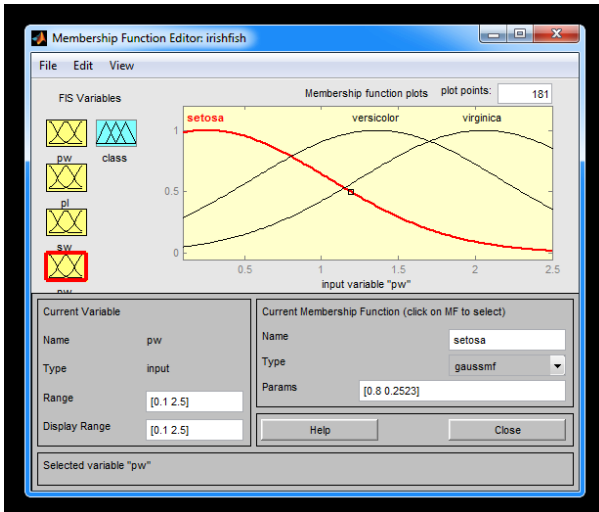 Membership Function Editor: irishfish
File Edit View
FIS Variables
Membership function plots plot points: 181
setosa versicolor virginica
pw class
pl
sw
pw
1
0.5
0
0.5 1 1.5 2 2.5
input variable "pw"
Current Variable
Name pw
Type input
Range [0.1 2.5]
Display Range [0.1 2.5]
Current Membership Function (click on MF to select)
Name setosa
Type gaussmf
Params [0.8 0.2523]
Help Close
Selected variable "pw"